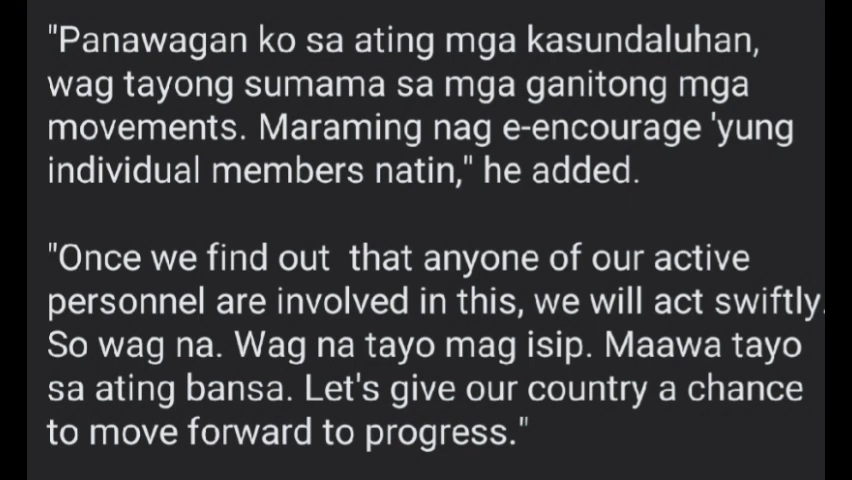 "Panawagan ko sa ating mga kasundaluhan,
wag tayong sumama sa mga ganitong mga
movements. Maraming nag e-encourage 'yung
individual members natin," he added.
"Once we find out  that anyone of our active
personnel are involved in this, we will act swiftly.
So wag na. Wag na tayo mag isip. Maawa tayo
sa ating bansa. Let's give our country a chance
to move forward to progress."